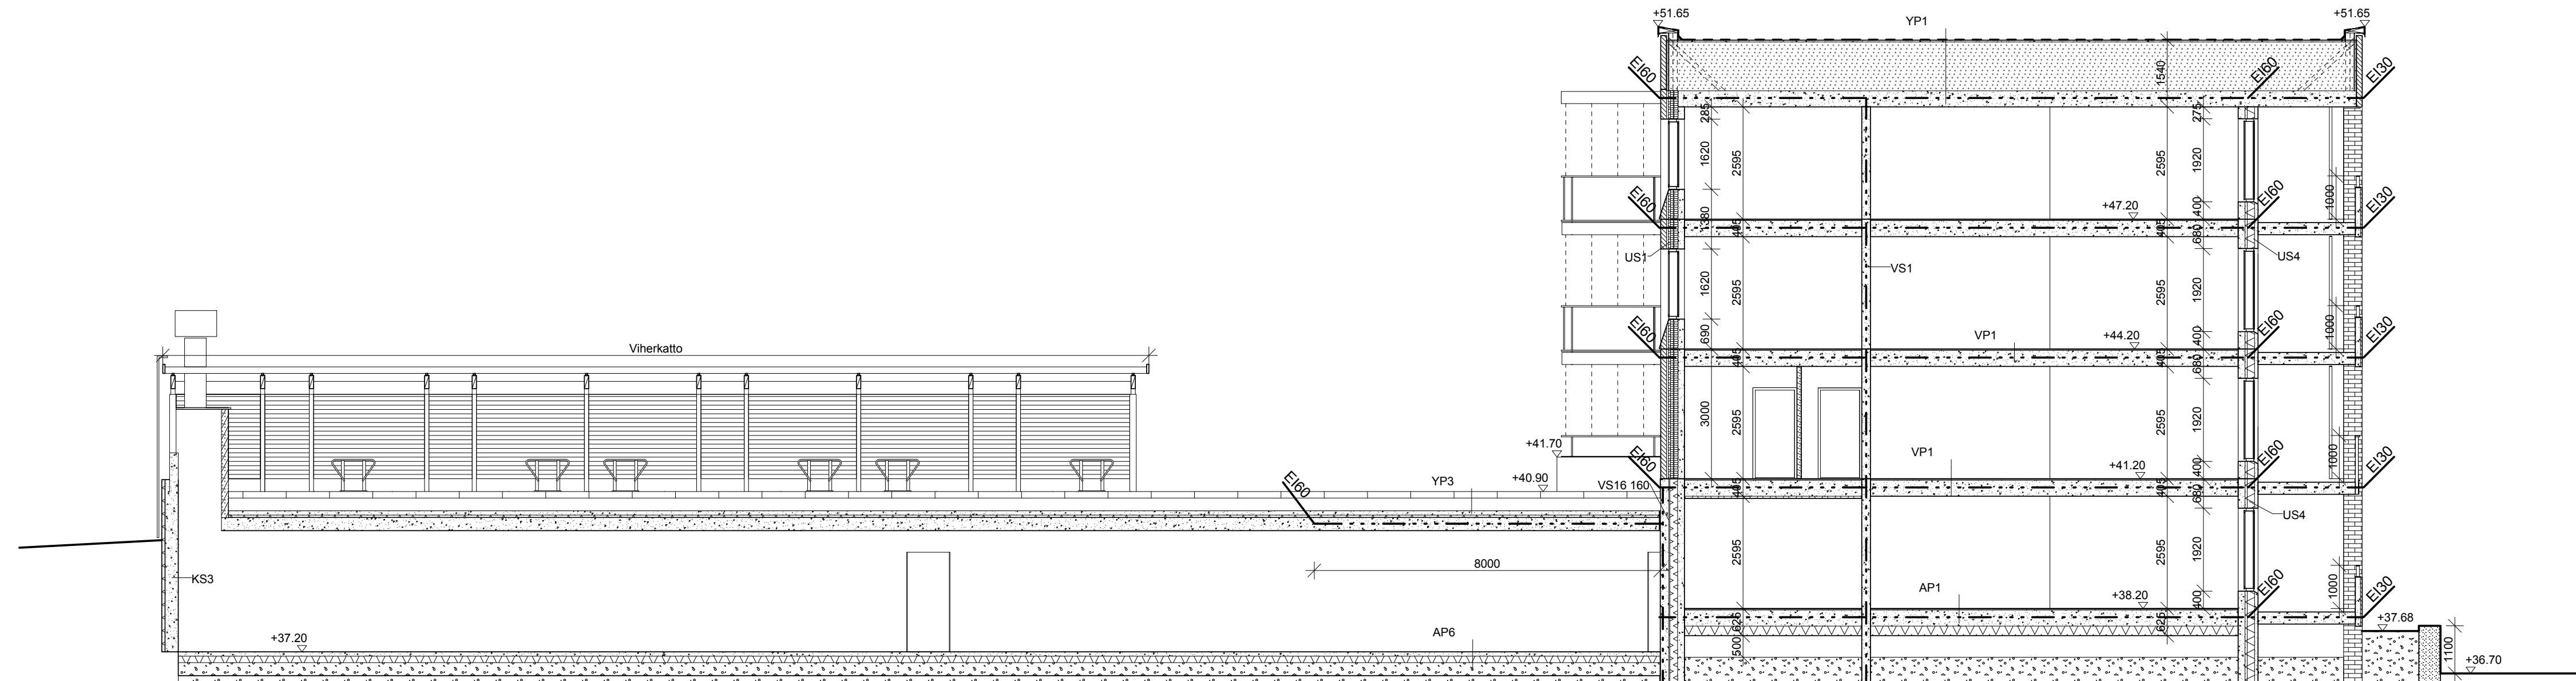 +51.65
YP1
+51.65
EI60
1540
EI60
EI30
285
275
1620
2595
2595
1920
EI60
1380
405
+47.20
405
400
680
EI60
1000
EI30
US1
VS1
US4
1620
2595
2595
1920
Viherkatto
EI60
690
405
VP1
+44.20
405
400
680
EI60
1000
EI30
3000
2595
2595
1920
+41.70
VP1
+41.20
EI60
YP3
+40.90
VS16 160
EI60
405
405
400
680
EI60
1000
EI30
US4
8000
2595
2595
1920
KS3
AP1
+38.20
400
EI60
1000
EI30
+37.20
AP6
625
500
625
+37.68
1100
+36.70